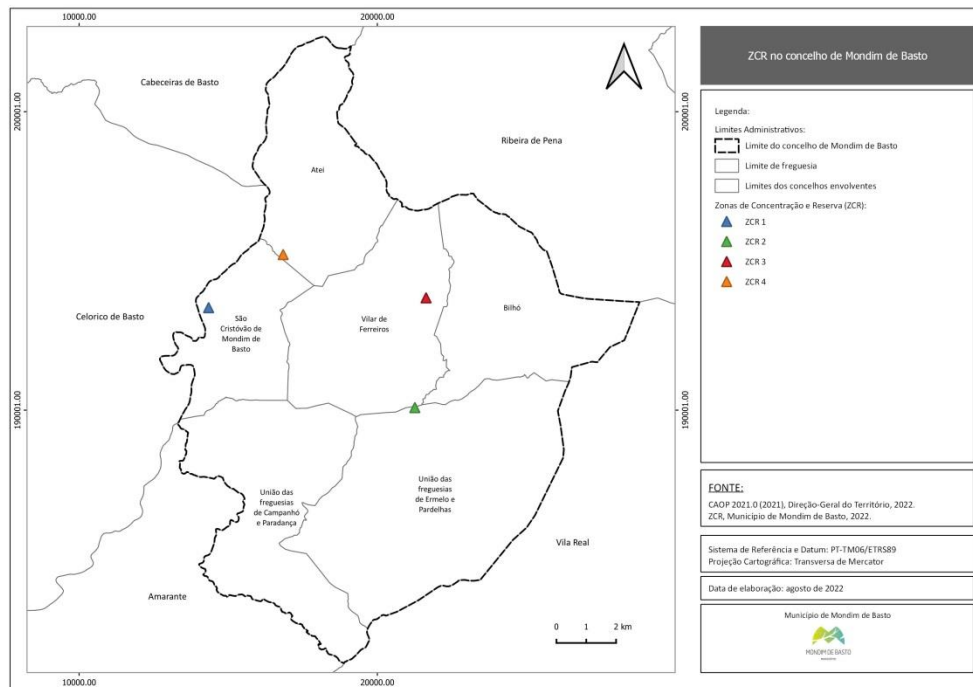 10000.00
20000.00
200001.00
200001.00
Cabeceiras de Basto
Ribeira de Pena
Atei
Celorico de Basto
São
Cristóvão de
Mondim de
Basto
Vilar de
Ferreiros
Bilhó
190001.00
190001.00
União das
freguesias
de Campanhó
e Paradança
União das
freguesias
de Ermelo e
Pardelhas
Vila Real
Amarante
0 1 2 km
10000.00
20000.00
ZCR no concelho de Mondim de Basto
Legenda:
Limites Administrativos:
Limite do concelho de Mondim de Basto
Limite de freguesia
Limites dos concelhos envolventes
Zonas de Concentração e Reserva (ZCR):
ZCR 1
ZCR 2
ZCR 3
ZCR 4
FONTE:
CAOP 2021.0 (2021), Direção-Geral do Território, 2022.
ZCR, Município de Mondim de Basto, 2022.
Sistema de Referência e Datum: PT-TM06/ETRS89
Projeção Cartográfica: Transversa de Mercator
Data de elaboração: agosto de 2022
Município de Mondim de Basto
MONDIM DE BASTO